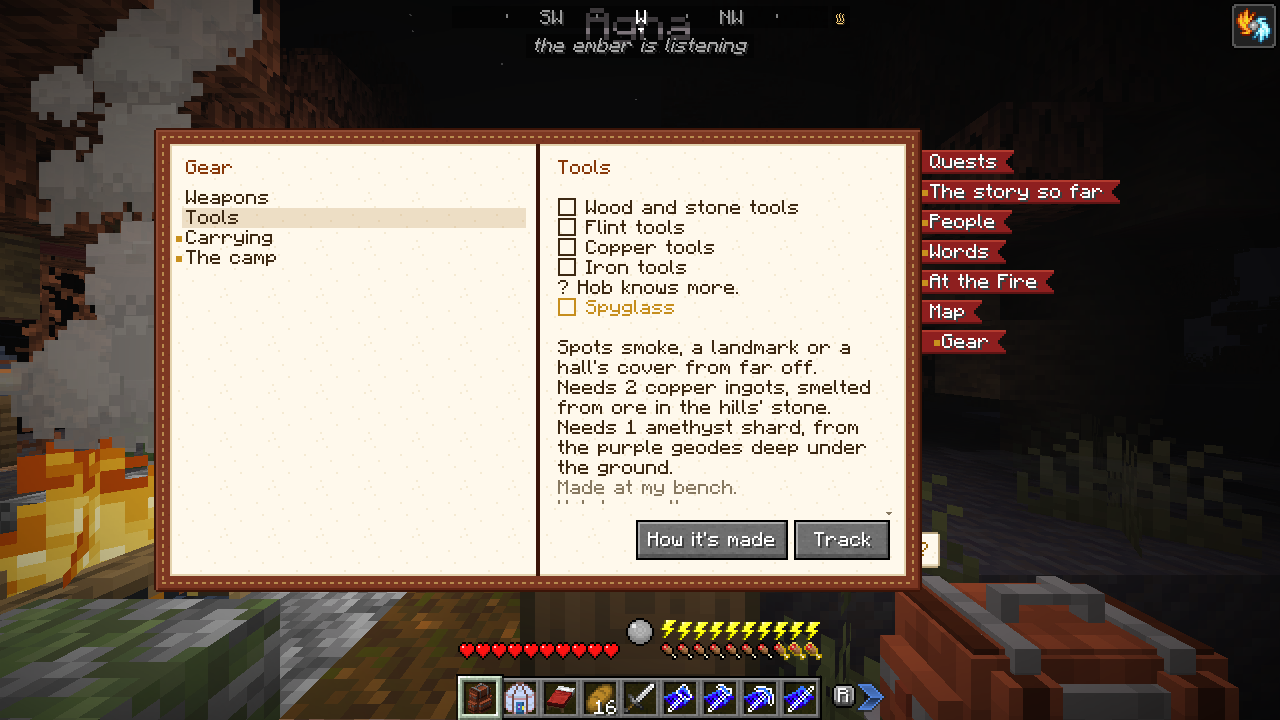 SW W NW
Agna
the ember is listening
Gear
Weapons
Tools
Carrying
The camp
Tools
Wood and stone tools
Flint tools
Copper tools
Iron tools
? Hob knows more.
Spyglass
Spots smoke, a landmark or a
hall's cover from far off.
Needs 2 copper ingots, smelted
from ore in the hills' stone.
Needs 1 amethyst shard, from
the purple geodes deep under
the ground.
Made at my bench.
How it's made
Track
Quests
The story so far
People
Words
At the Fire
Map
Gear
?
16
R